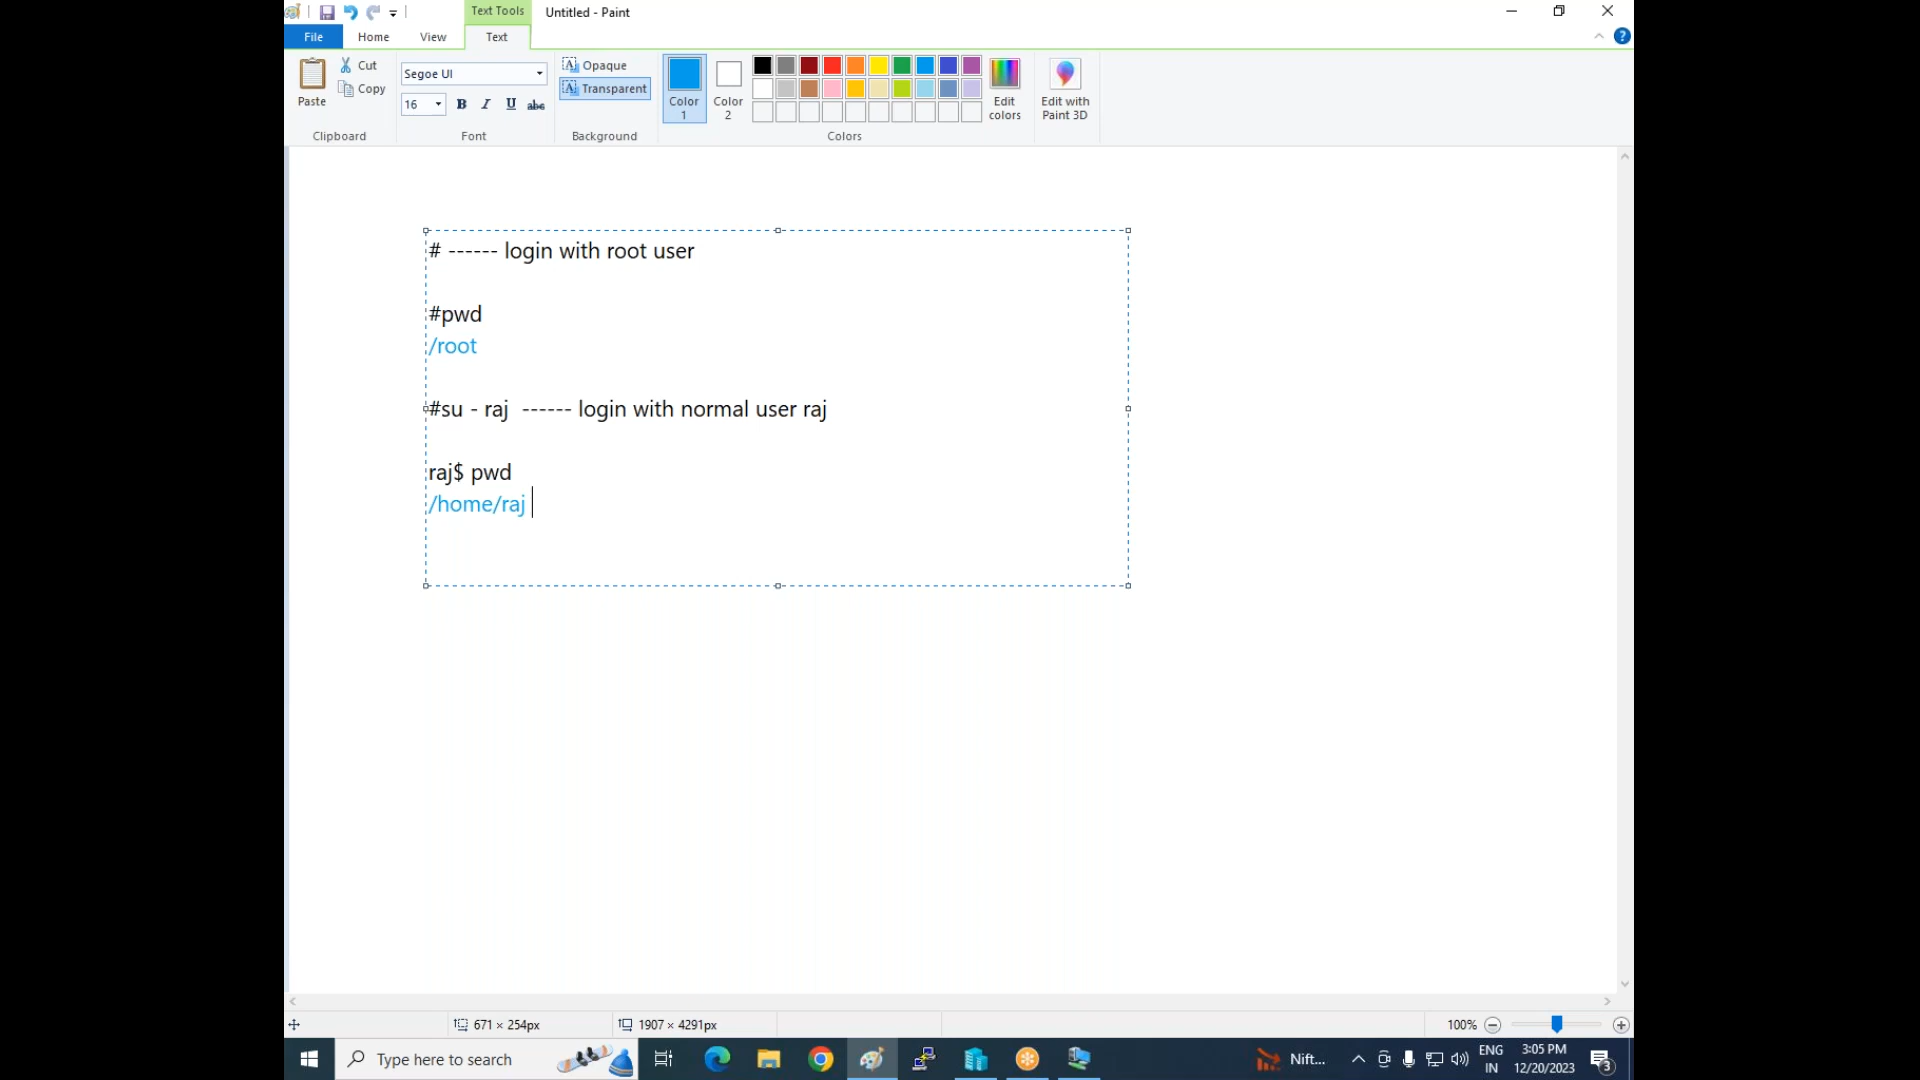 Text Tools
Untitled - Paint
File
Home
View
Text
Paste
Cut
Copy
Clipboard
Segoe UI
16
B I U abc
Font
Opaque
Transparent
Background
Color 1
Color 2
Edit colors
Colors
Edit with Paint 3D
# ------ login with root user
#pwd
/root
#su - raj  ------ login with normal user raj
raj$ pwd
/home/raj
671 × 254px
1907 × 4291px
100%
Type here to search
Nift...
ENG
IN
3:05 PM
12/20/2023
3